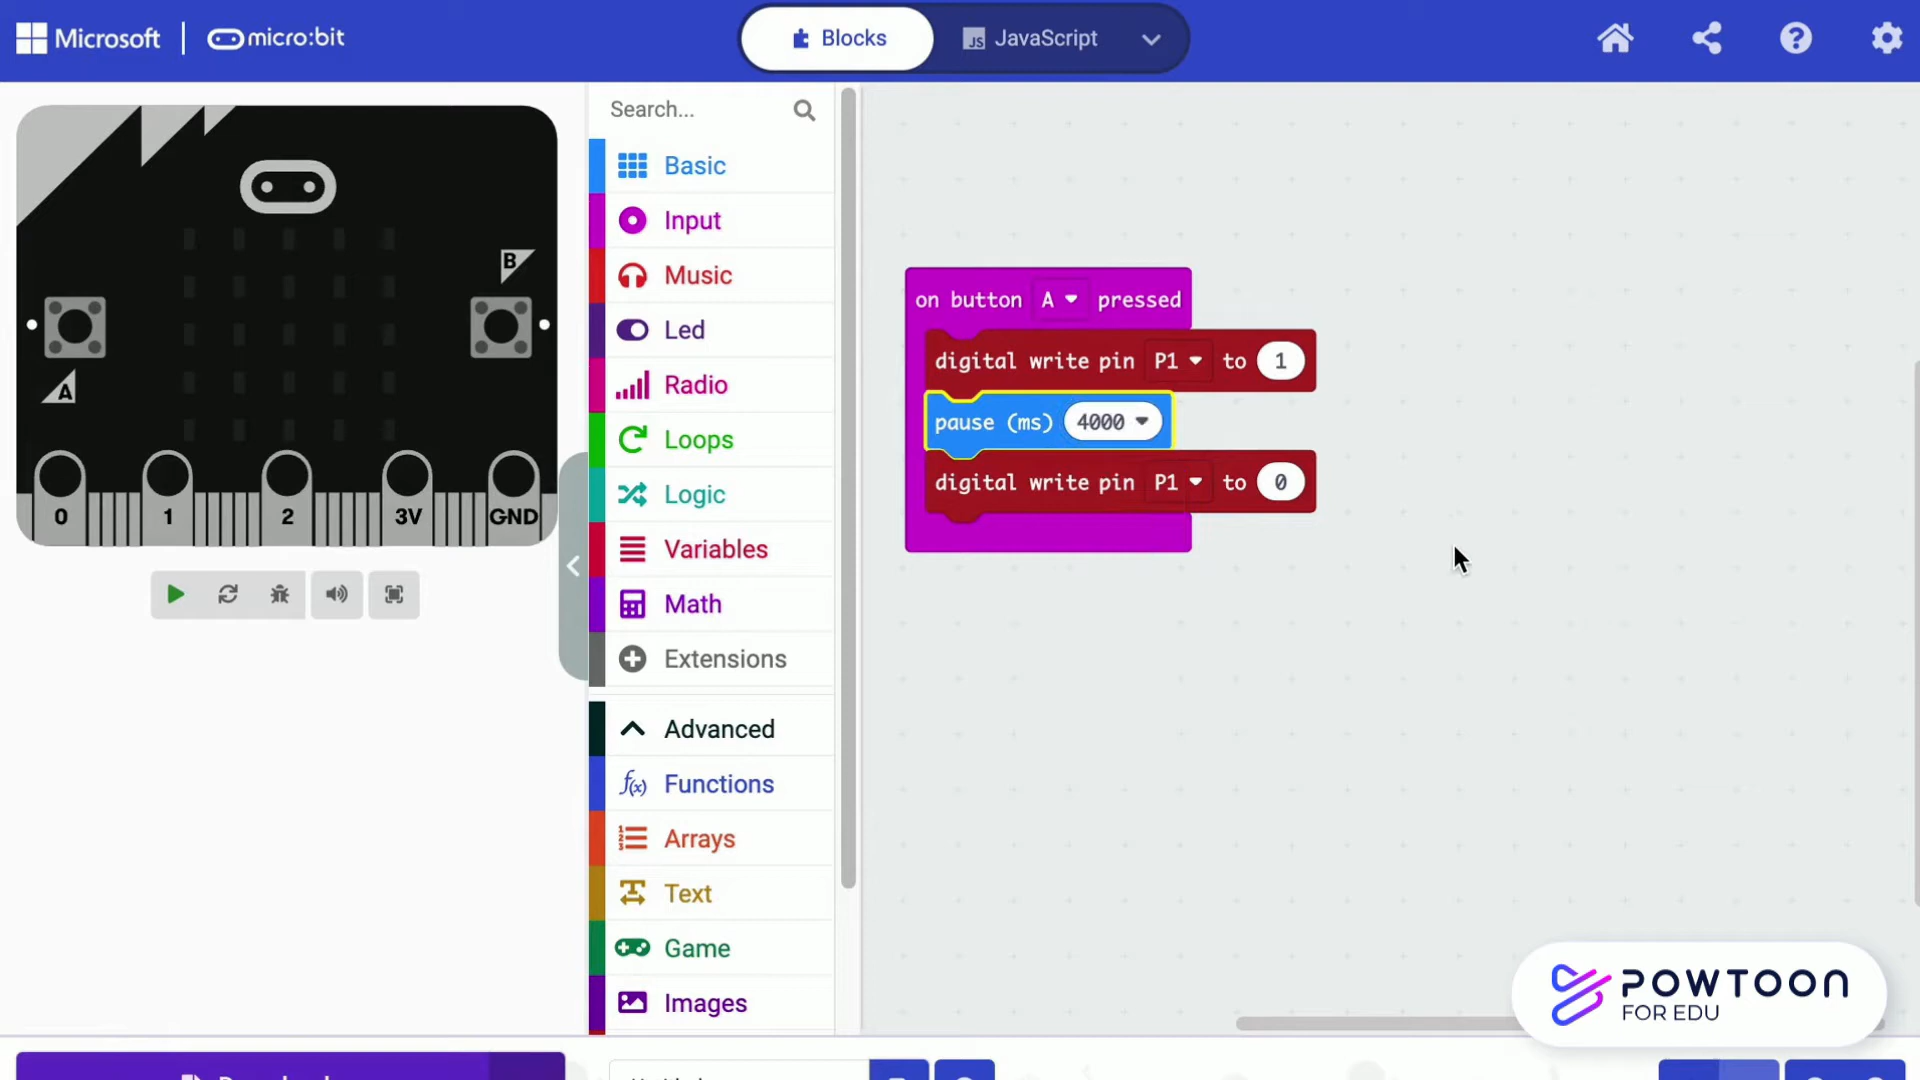 Microsoft | micro:bit
Blocks
JavaScript
Search...
Basic
Input
Music
Led
Radio
Loops
Logic
Variables
Math
Extensions
Advanced
Functions
Arrays
Text
Game
Images
B
A
0 1 2 3V GND
on button A pressed
digital write pin P1 to 1
pause (ms) 4000
digital write pin P1 to 0
POWTOON
FOR EDU